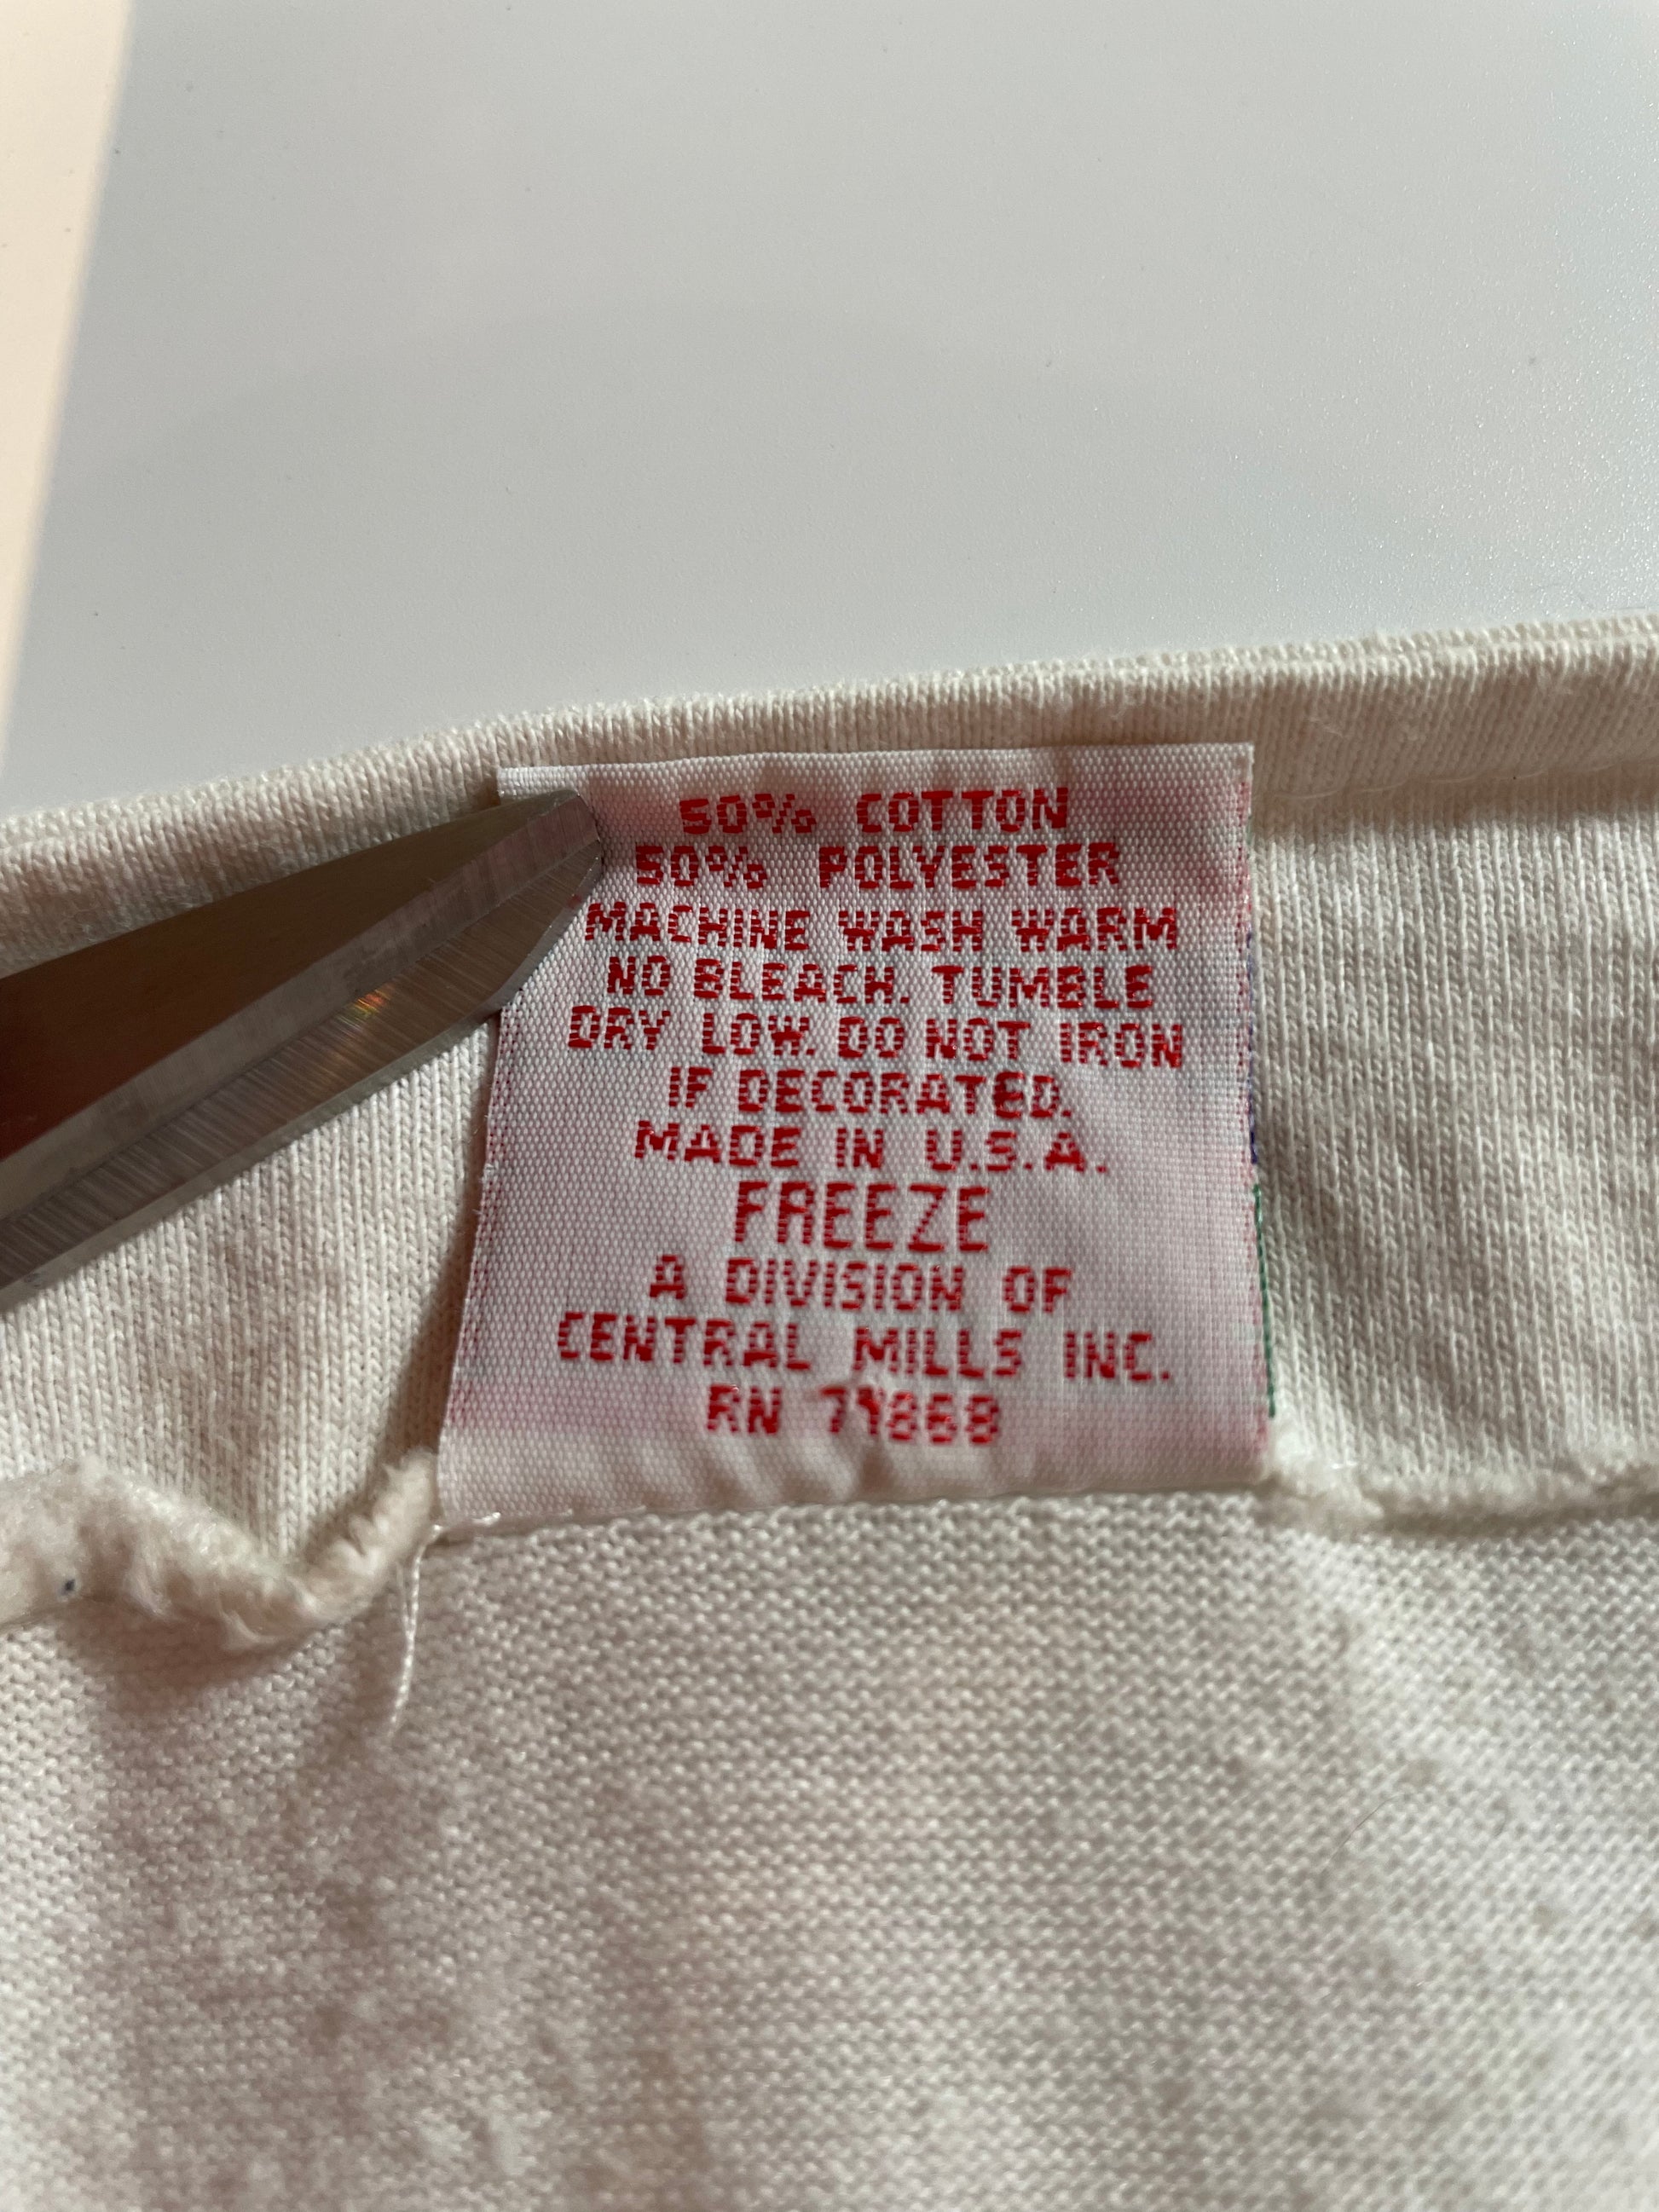 50% COTTON
50% POLYESTER
MACHINE WASH WARM
NO BLEACH. TUMBLE
DRY LOW. DO NOT IRON
IF DECORATED.
MADE IN U.S.A.
FREEZE
A DIVISION OF
CENTRAL MILLS INC.
RN